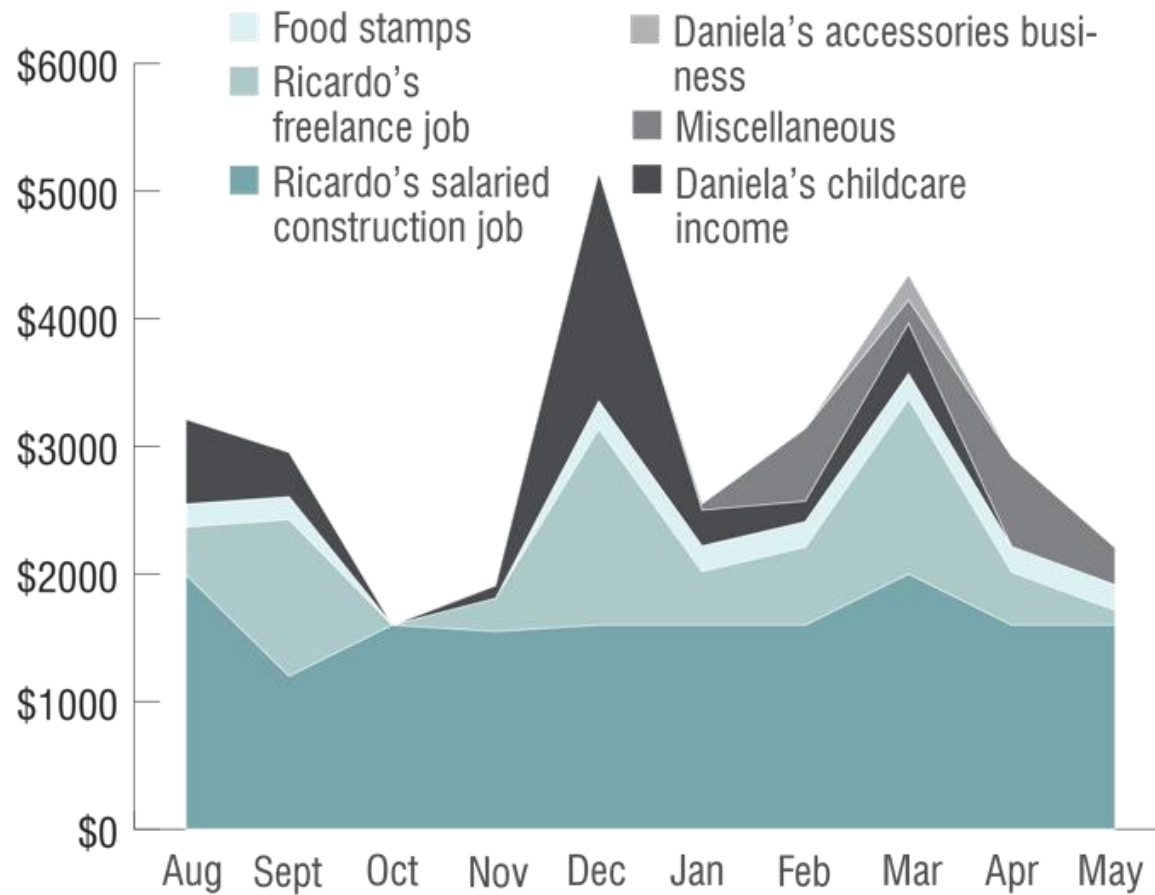 Food stamps
Ricardo's
freelance job
Ricardo's salaried
construction job
Daniela's accessories busi-
ness
Miscellaneous
Daniela's childcare
income
$6000
$5000
$4000
$3000
$2000
$1000
$0
Aug Sept Oct Nov Dec Jan Feb Mar Apr May